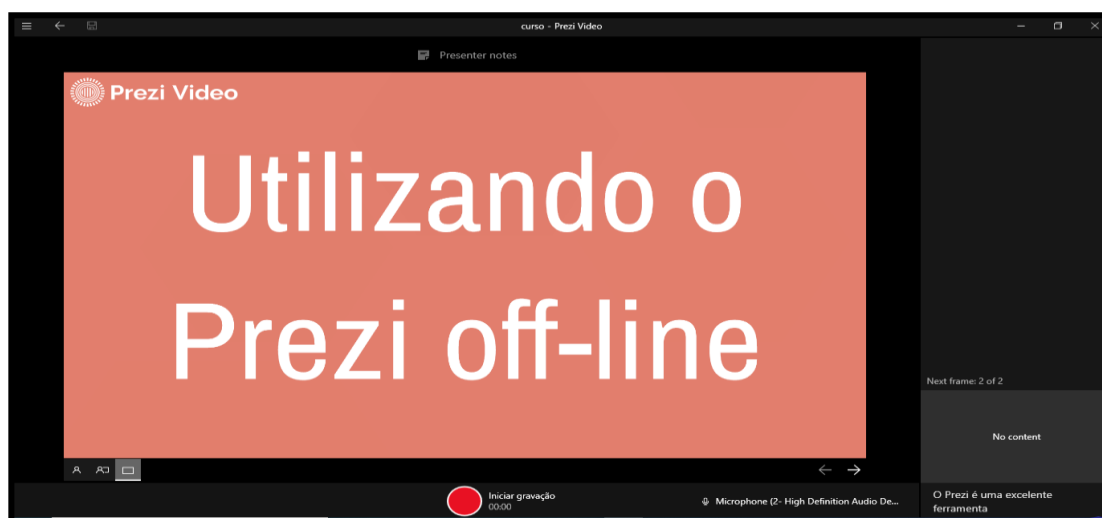 curso - Prezi Video
Presenter notes
Prezi Video
Utilizando o
Prezi off-line
Next frame: 2 of 2
No content
Iniciar gravação
00:00
Microphone (2- High Definition Audio De...
O Prezi é uma excelente
ferramenta